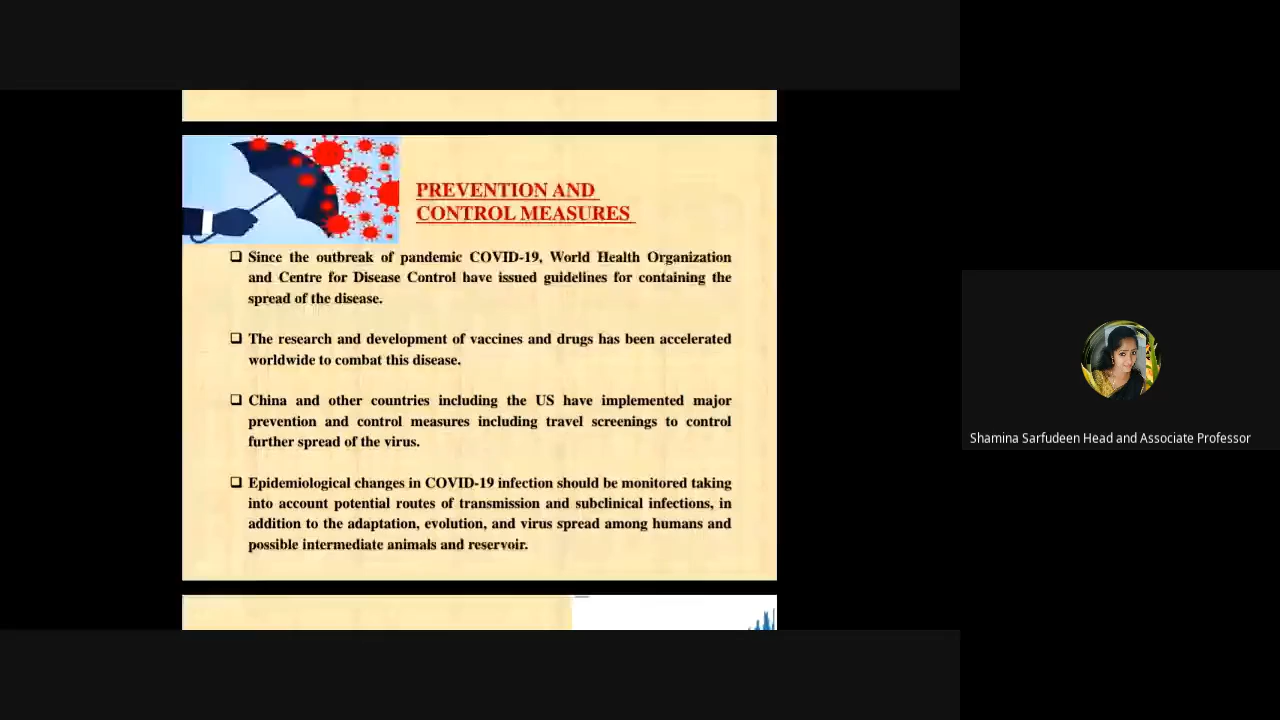 PREVENTION AND
CONTROL MEASURES
❑ Since the outbreak of pandemic COVID-19, World Health Organization
and Centre for Disease Control have issued guidelines for containing the
spread of the disease.
❑ The research and development of vaccines and drugs has been accelerated
worldwide to combat this disease.
❑ China and other countries including the US have implemented major
prevention and control measures including travel screenings to control
further spread of the virus.
❑ Epidemiological changes in COVID-19 infection should be monitored taking
into account potential routes of transmission and subclinical infections, in
addition to the adaptation, evolution, and virus spread among humans and
possible intermediate animals and reservoir.
Shamina Sarfudeen Head and Associate Professor